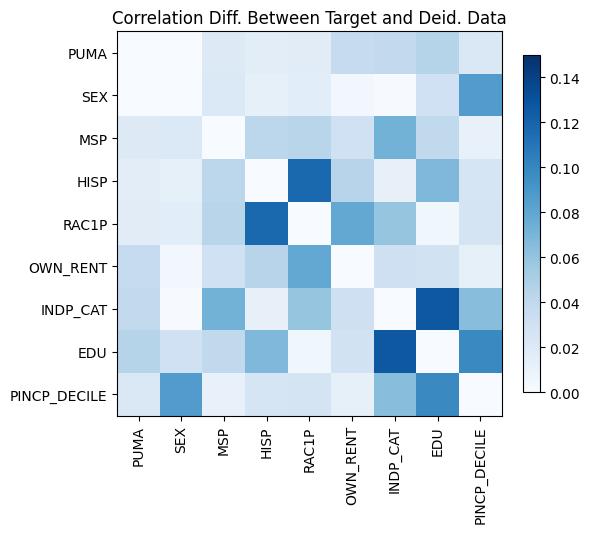 Correlation Diff. Between Target and Deid. Data
PUMA
SEX
MSP
HISP
RAC1P
OWN_RENT
INDP_CAT
EDU
PINCP_DECILE
PUMA
SEX
MSP
HISP
RAC1P
OWN_RENT
INDP_CAT
EDU
PINCP_DECILE
0.14
0.12
0.10
0.08
0.06
0.04
0.02
0.00